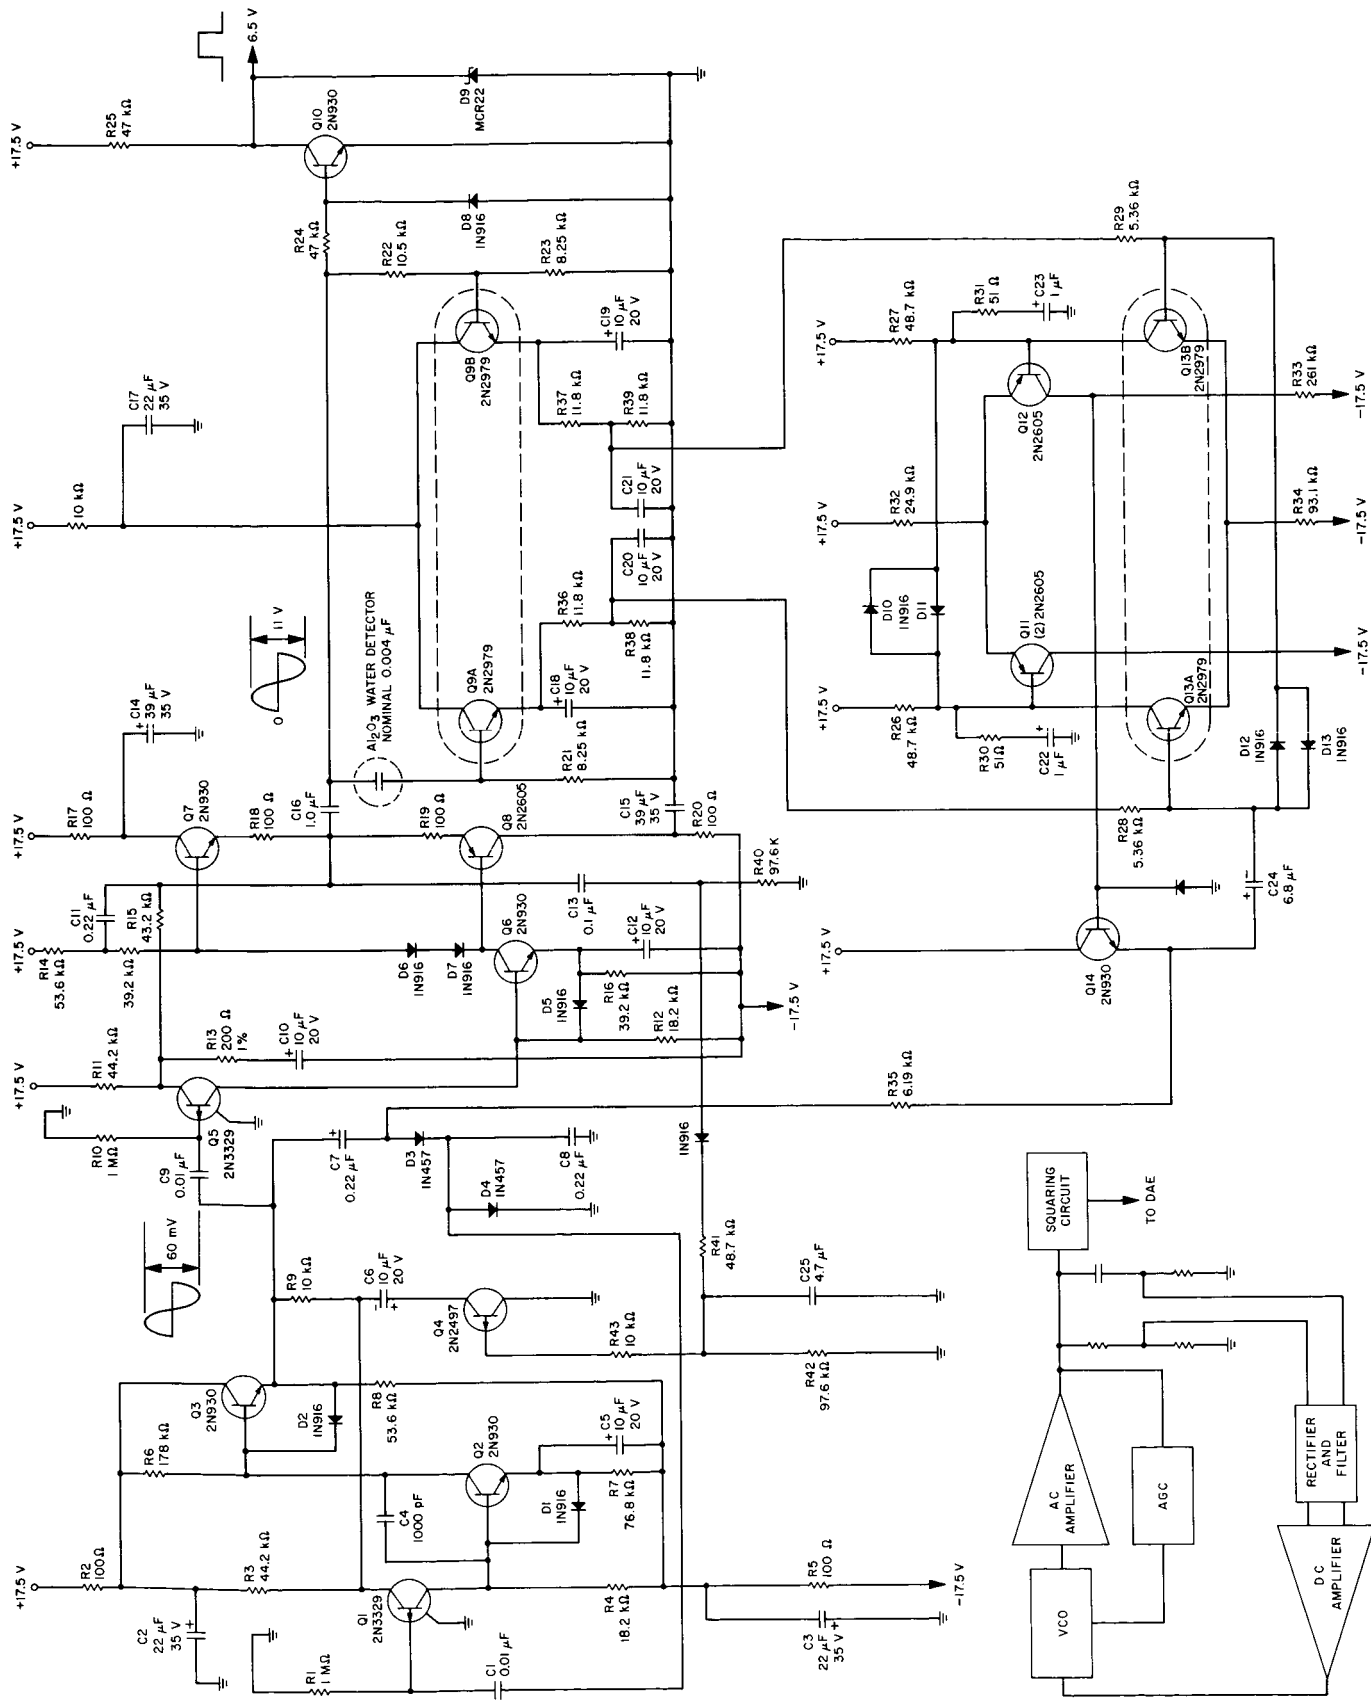 +17.5 V
R2
100Ω
C2
22 µF
35 V
R3
44.2 kΩ
Q1
2N3329
R1
1 MΩ
C1
0.01 µF
R4
18.2 kΩ
C3
22 µF
35 V
R5
100 Ω
-17.5 V
R6
178 kΩ
Q3
2N930
D2
1N916
R8
53.6 kΩ
C4
1000 pF
Q2
2N930
D1
1N916
R7
76.8 kΩ
C5
10 µF
20 V
60 mV
C9
0.01 µF
R10
1 MΩ
Q5
2N3329
+17.5 V
R11
44.2 kΩ
R13
200 Ω
1%
C10
10 µF
20 V
R9
10 kΩ
C6
10 µF
20 V
Q4
2N2497
R43
10 kΩ
R42
97.6 kΩ
C7
0.22 µF
D3
1N457
D4
1N457
C8
0.22 µF
1N916
R41
48.7 kΩ
C25
4.7 µF
+17.5 V
R14
53.6 kΩ
39.2 kΩ
C11
0.22 µF
R15
43.2 kΩ
D6
1N916
D7
1N916
Q6
2N930
D5
1N916
R16
39.2 kΩ
R12
18.2 kΩ
C12
10 µF
20 V
-17.5 V
C13
0.1 µF
R40
97.6 K
+17.5 V
R17
100 Ω
C14
39 µF
35 V
Q7
2N930
R18
100 Ω
C16
1.0 µF
R19
100 Ω
Q8
2N2605
C15
39 µF
35 V
R20
100 Ω
0
11 V
Al2O3 WATER DETECTOR
NOMINAL 0.004 µF
R21
8.25 kΩ
Q9A
2N2979
C18
10 µF
20 V
R36
11.8 kΩ
R38
11.8 kΩ
C20
10 µF
20 V
C21
10 µF
20 V
+17.5 V
10 kΩ
C17
22 µF
35 V
Q9B
2N2979
R37
11.8 kΩ
R39
11.8 kΩ
C19
10 µF
20 V
R22
10.5 kΩ
R23
8.25 kΩ
R24
47 kΩ
D8
1N916
+17.5 V
R25
47 kΩ
Q10
2N930
D9
MCR22
6.5 V
R35
6.19 kΩ
+17.5 V
Q14
2N930
C24
6.8 µF
R28
5.36 kΩ
+17.5 V
R26
48.7 kΩ
R30
51Ω
C22
1 µF
Q13A
2N2979
D12
1N916
D13
1N916
D10
1N916
D11
Q11
(2) 2N2605
-17.5 V
+17.5 V
R32
24.9 kΩ
R34
93.1 kΩ
-17.5 V
Q12
2N2605
R33
261 kΩ
-17.5 V
+17.5 V
R27
48.7 kΩ
R31
51 Ω
C23
1 µF
Q13B
2N2979
R29
5.36 kΩ
VCO
AC
AMPLIFIER
AGC
SQUARING
CIRCUIT
TO DAE
RECTIFIER
AND
FILTER
DC
AMPLIFIER